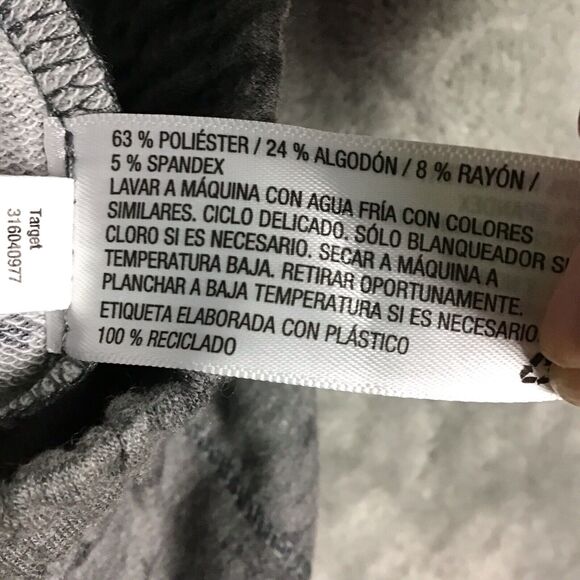 63 % POLIÉSTER / 24 % ALGODÓN / 8 % RAYÓN /
5 % SPANDEX
LAVAR A MÁQUINA CON AGUA FRÍA CON COLORES
SIMILARES. CICLO DELICADO. SÓLO BLANQUEADOR SI
CLORO SI ES NECESARIO. SECAR A MÁQUINA A
TEMPERATURA BAJA. RETIRAR OPORTUNAMENTE.
PLANCHAR A BAJA TEMPERATURA SI ES NECESARIO.
ETIQUETA ELABORADA CON PLÁSTICO
100 % RECICLADO
Target
316040977